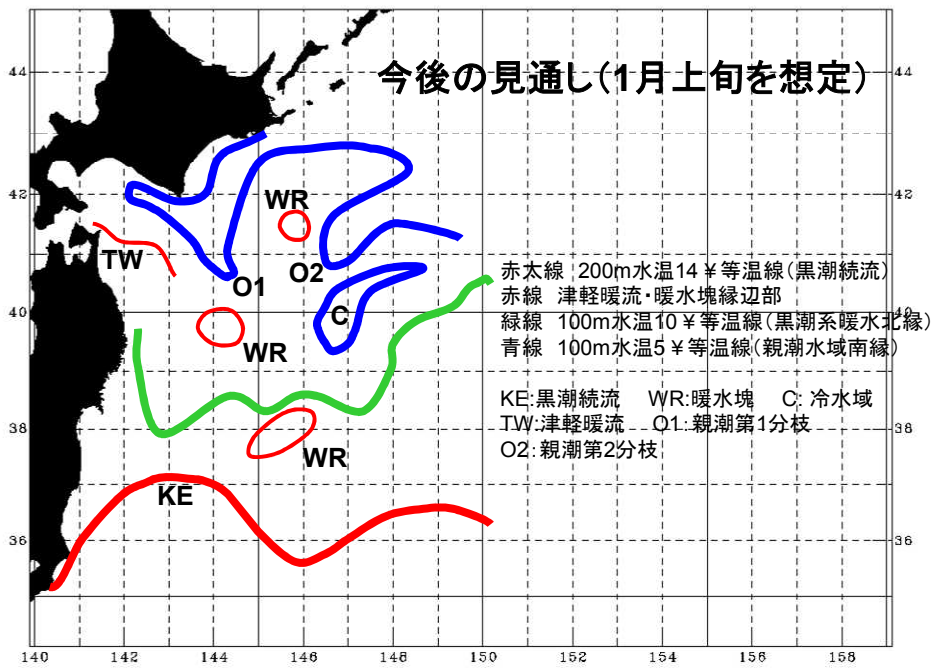 今後の見通し(1月上旬を想定)
44
44
42
42
WR
TW
O1
O2
赤太線 200m水温14￥等温線(黒潮続流)
赤線 津軽暖流・暖水塊縁辺部
40
C
40
緑線 100m水温10￥等温線(黒潮系暖水北縁)
WR
青線 100m水温5￥等温線(親潮水域南縁)
KE:黒潮続流 WR:暖水塊 C: 冷水域
TW:津軽暖流 O1:親潮第1分枝
38
38
O2:親潮第2分枝
WR
KE
36
36
140 142 144 146 148 150 152 154 156 158